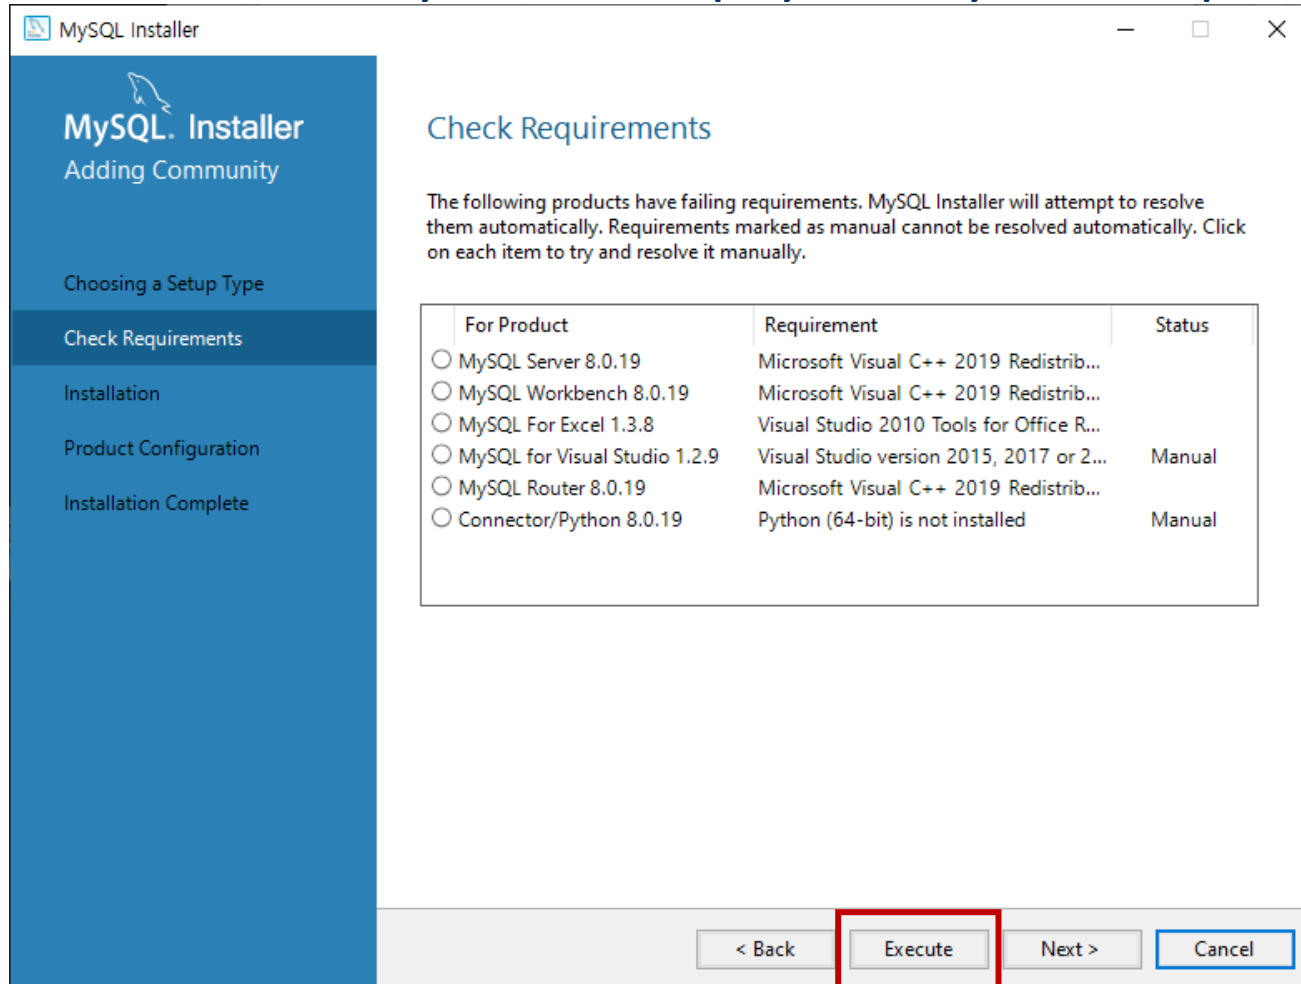 MySQL Installer
MySQL. Installer
Adding Community
Choosing a Setup Type
Check Requirements
Installation
Product Configuration
Installation Complete
Check Requirements
The following products have failing requirements. MySQL Installer will attempt to resolve
them automatically. Requirements marked as manual cannot be resolved automatically. Click
on each item to try and resolve it manually.
For Product Requirement Status
MySQL Server 8.0.19 Microsoft Visual C++ 2019 Redistrib...
MySQL Workbench 8.0.19 Microsoft Visual C++ 2019 Redistrib...
MySQL For Excel 1.3.8 Visual Studio 2010 Tools for Office R...
MySQL for Visual Studio 1.2.9 Visual Studio version 2015, 2017 or 2... Manual
MySQL Router 8.0.19 Microsoft Visual C++ 2019 Redistrib...
Connector/Python 8.0.19 Python (64-bit) is not installed Manual
< Back Execute Next > Cancel